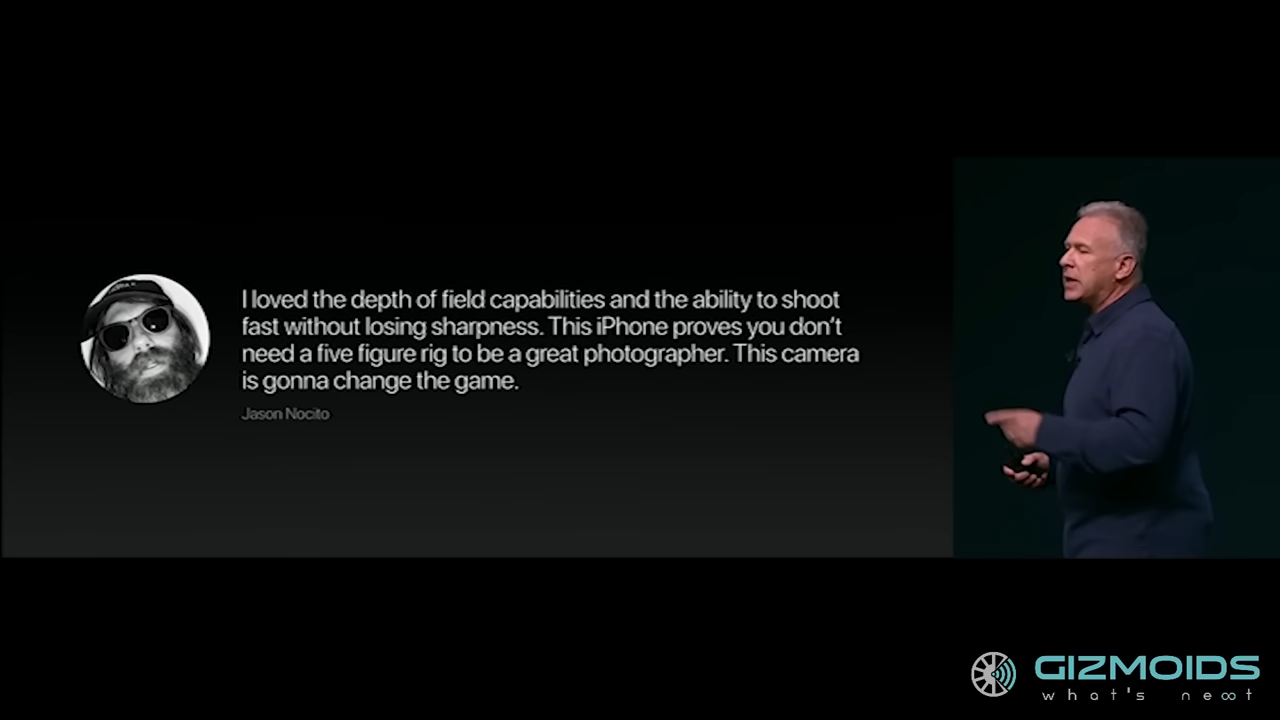 I loved the depth of field capabilities and the ability to shoot
fast without losing sharpness. This iPhone proves you don't
need a five figure rig to be a great photographer. This camera
is gonna change the game.
Jason Nocito
GIZMOIDS
what's next